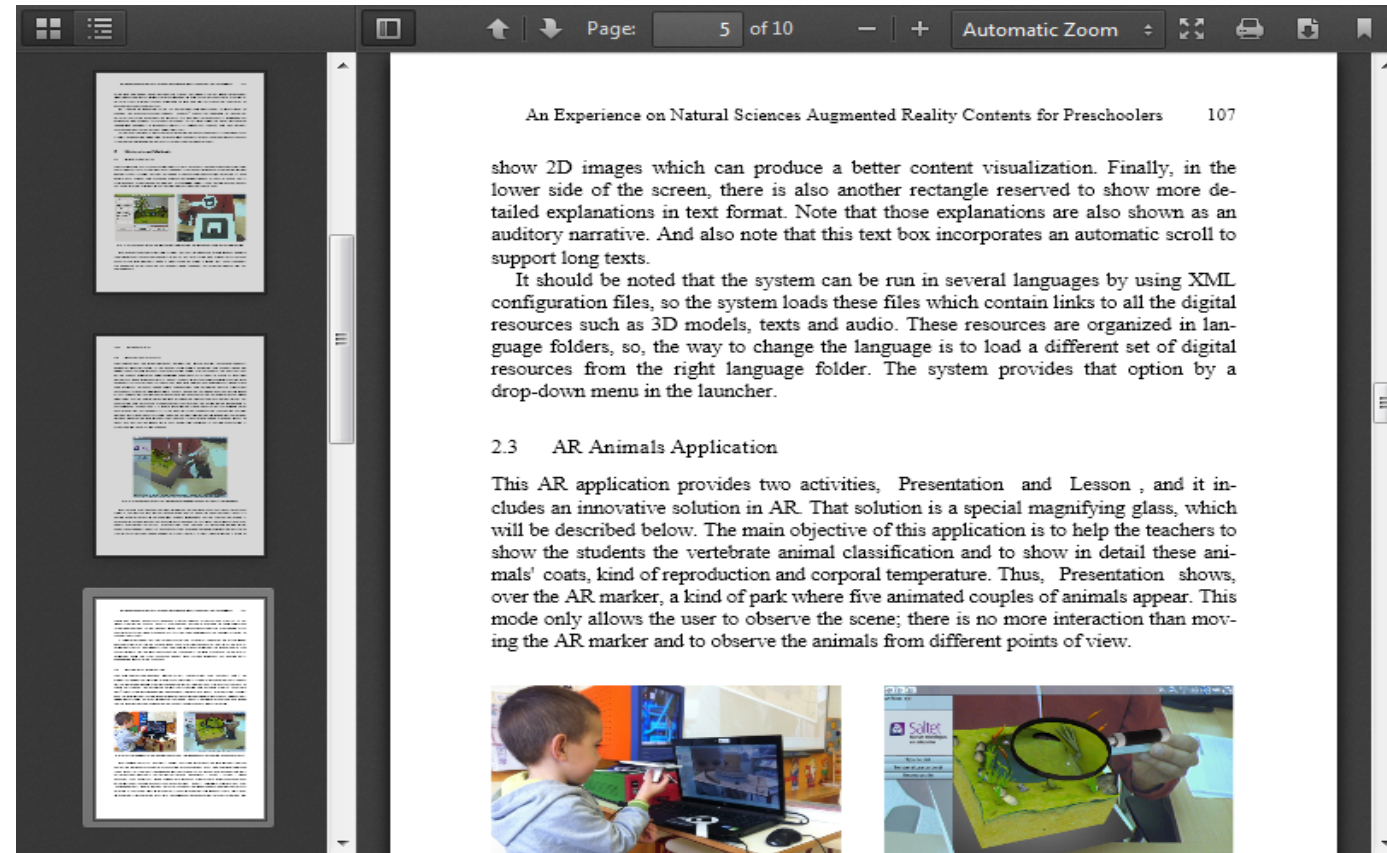 Page: 5 of 10 Automatic Zoom
An Experience on Natural Sciences Augmented Reality Contents for Preschoolers 107
show 2D images which can produce a better content visualization. Finally, in the
lower side of the screen, there is also another rectangle reserved to show more de-
tailed explanations in text format. Note that those explanations are also shown as an
auditory narrative. And also note that this text box incorporates an automatic scroll to
support long texts.
It should be noted that the system can be run in several languages by using XML
configuration files, so the system loads these files which contain links to all the digital
resources such as 3D models, texts and audio. These resources are organized in lan-
guage folders, so, the way to change the language is to load a different set of digital
resources from the right language folder. The system provides that option by a
drop-down menu in the launcher.
2.3 AR Animals Application
This AR application provides two activities, Presentation and Lesson , and it in-
cludes an innovative solution in AR. That solution is a special magnifying glass, which
will be described below. The main objective of this application is to help the teachers to
show the students the vertebrate animal classification and to show in detail these ani-
mals' coats, kind of reproduction and corporal temperature. Thus, Presentation shows,
over the AR marker, a kind of park where five animated couples of animals appear. This
mode only allows the user to observe the scene; there is no more interaction than mov-
ing the AR marker and to observe the animals from different points of view.
Saltet